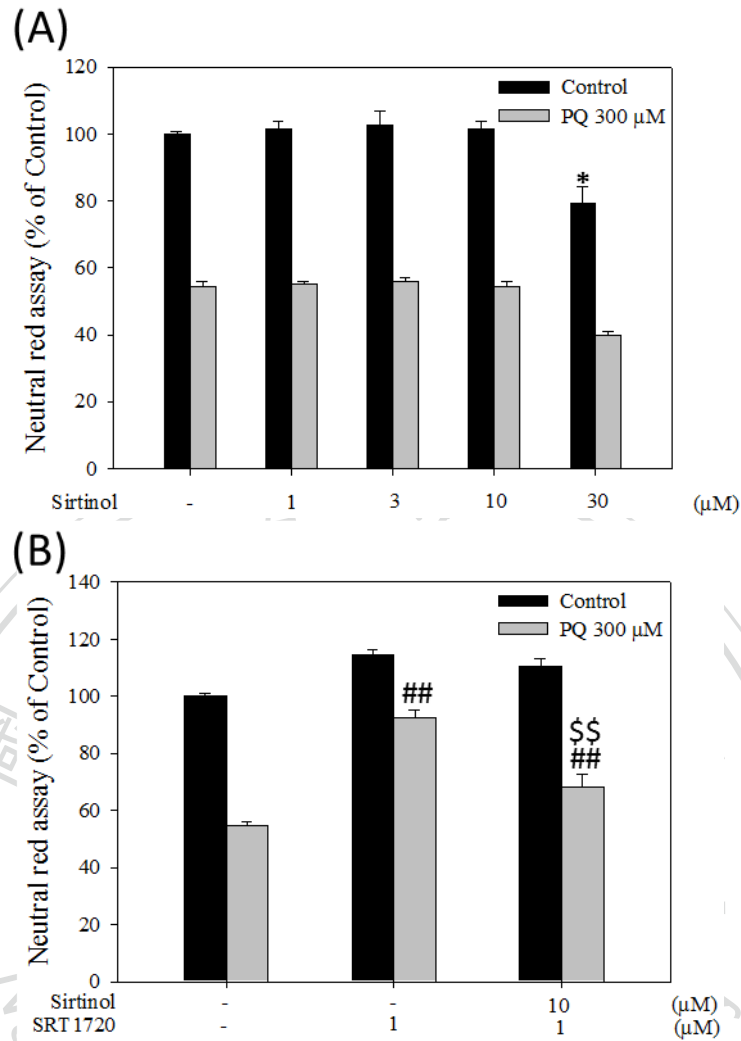 (A)
Neutral red assay (% of Control)
120
100
80
60
40
20
0
Control
PQ 300 µM
*
Sirtinol - 1 3 10 30 (µM)
(B)
Neutral red assay (% of Control)
140
120
100
80
60
40
20
0
Control
PQ 300 µM
##
$$
##
Sirtinol - - 10 (µM)
SRT 1720 - 1 1 (µM)